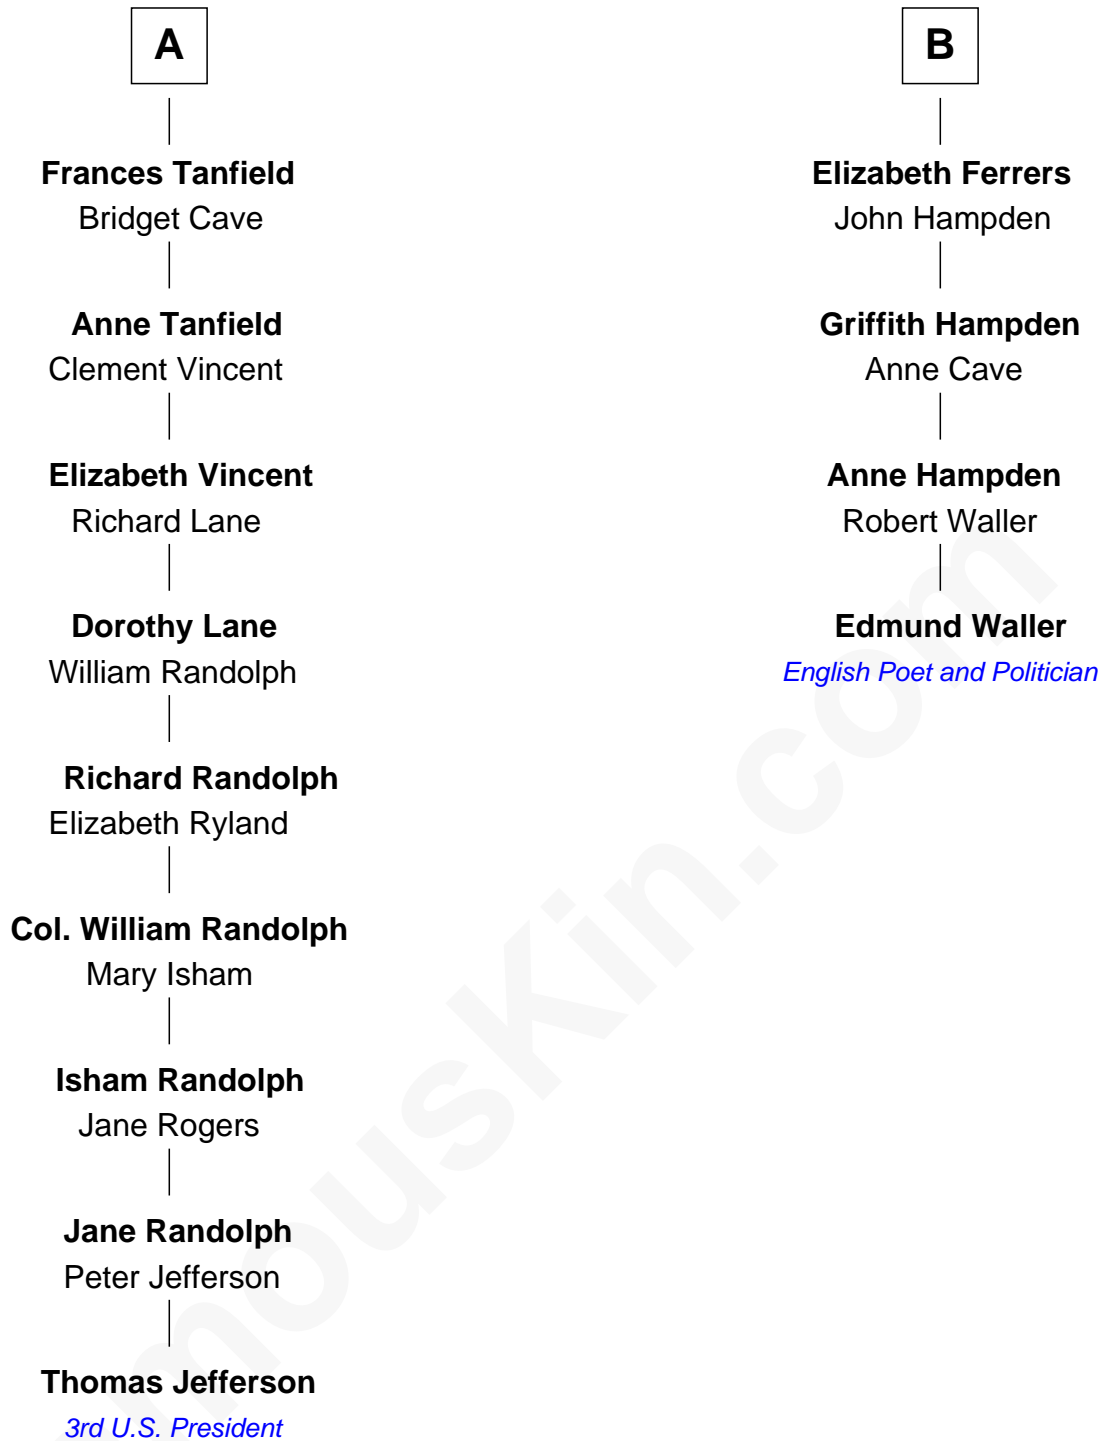 A
Frances Tanfield
Bridget Cave
Anne Tanfield
Clement Vincent
Elizabeth Vincent
Richard Lane
Dorothy Lane
William Randolph
Richard Randolph
Elizabeth Ryland
Col. William Randolph
Mary Isham
Isham Randolph
Jane Rogers
Jane Randolph
Peter Jefferson
Thomas Jefferson
3rd U.S. President
B
Elizabeth Ferrers
John Hampden
Griffith Hampden
Anne Cave
Anne Hampden
Robert Waller
Edmund Waller
English Poet and Politician
mouskin.com